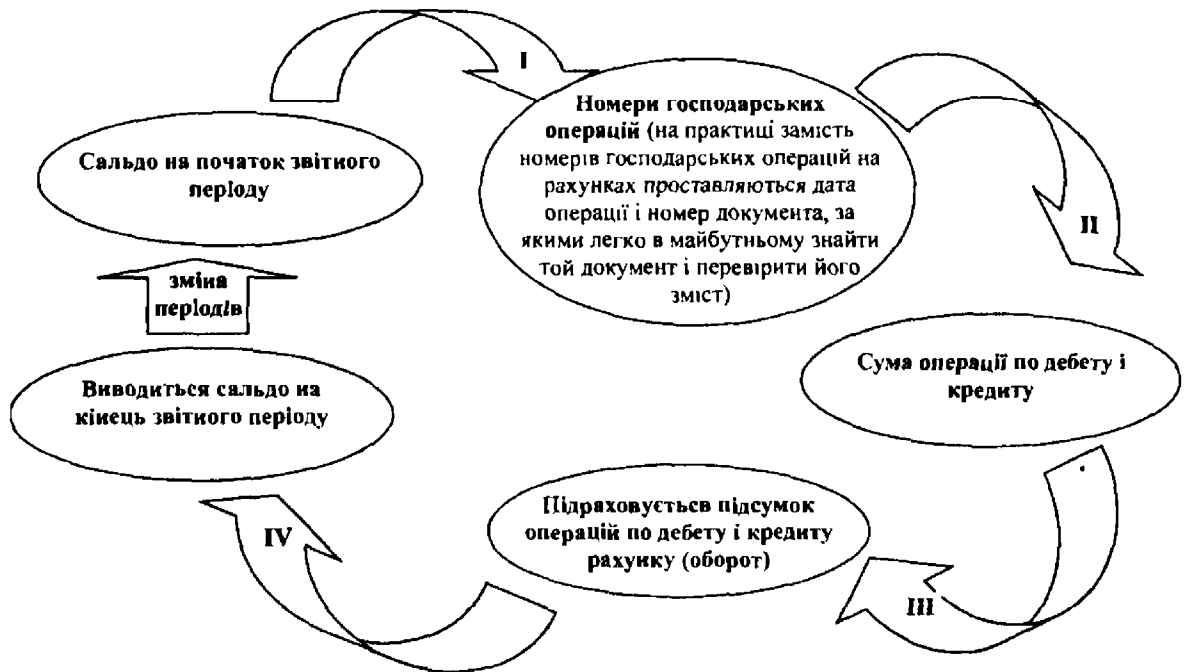 I
Номери господарських
операцій (на практиці замість
номерів господарських операцій на
рахунках проставляються дата
операції і номер документа, за
якими легко в майбутньому знайти
той документ і перевірити його
зміст)
Сальдо на початок звітного
періоду
II
зміна
періодів
Сума операції по дебету і
кредиту
Виводиться сальдо на
кінець звітного періоду
Підраховується підсумок
операцій по дебету і кредиту
рахунку (оборот)
IV
III